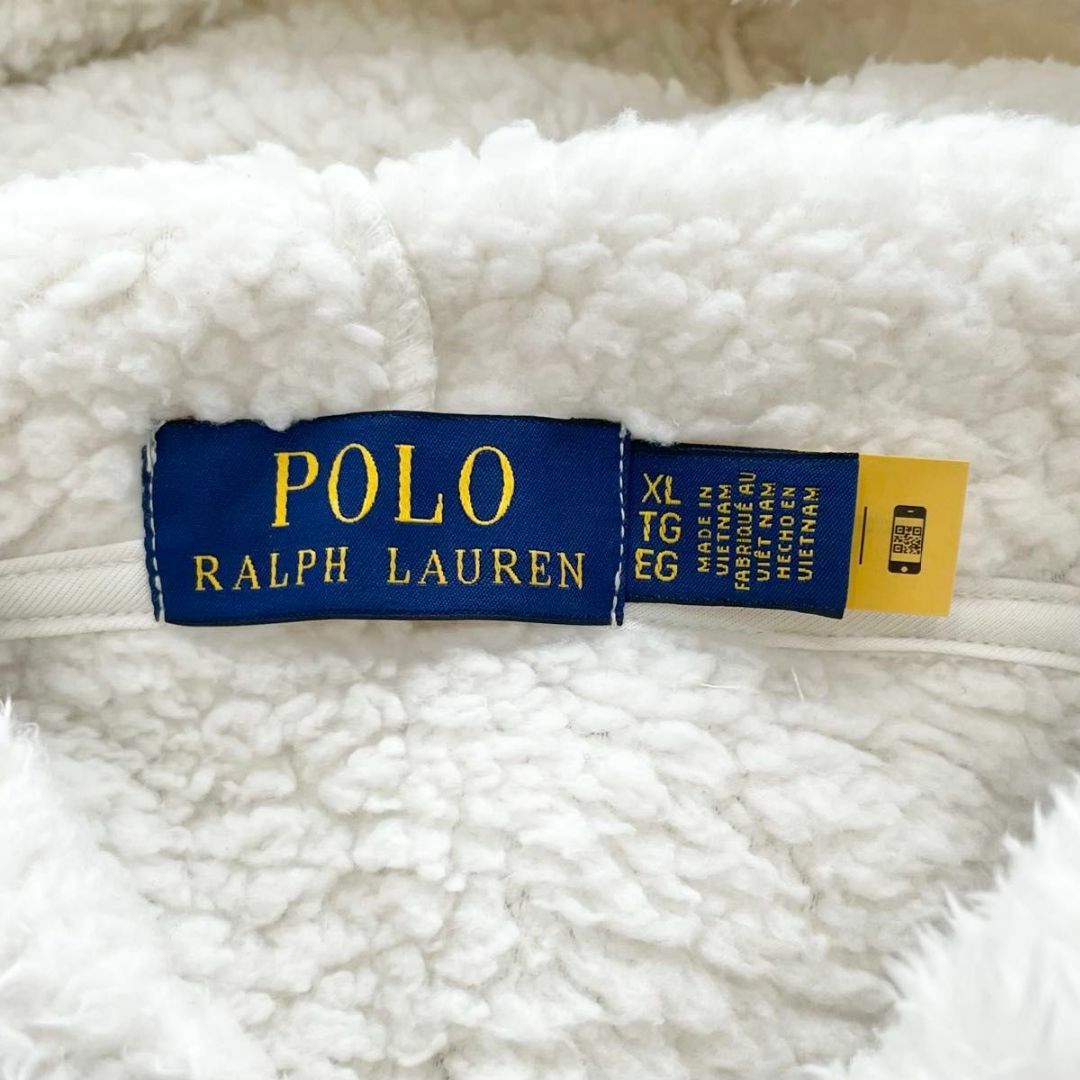 POLO
RALPH LAUREN
XL
TG
EG
MADE IN
VIETNAM
FABRIQUÉ AU
VIÊT NAM
HECHO EN
VIETNAM